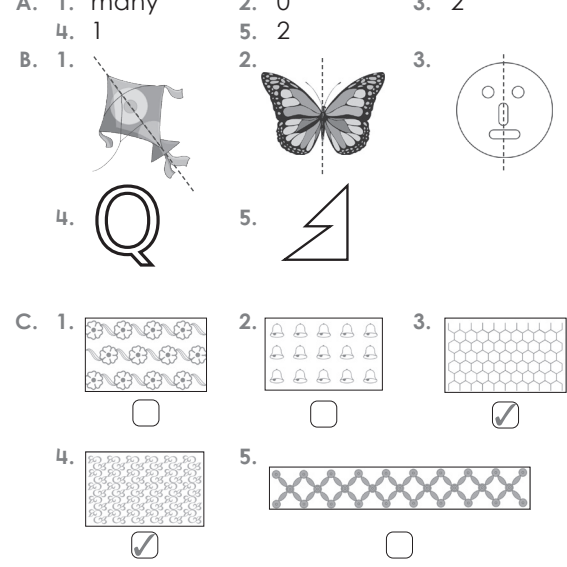 A. 1. many 2. 0 3. 2
4. 1 5. 2
B. 1. 2. 3.
4. Q 5.
C. 1. 2. 3.
4. 5.